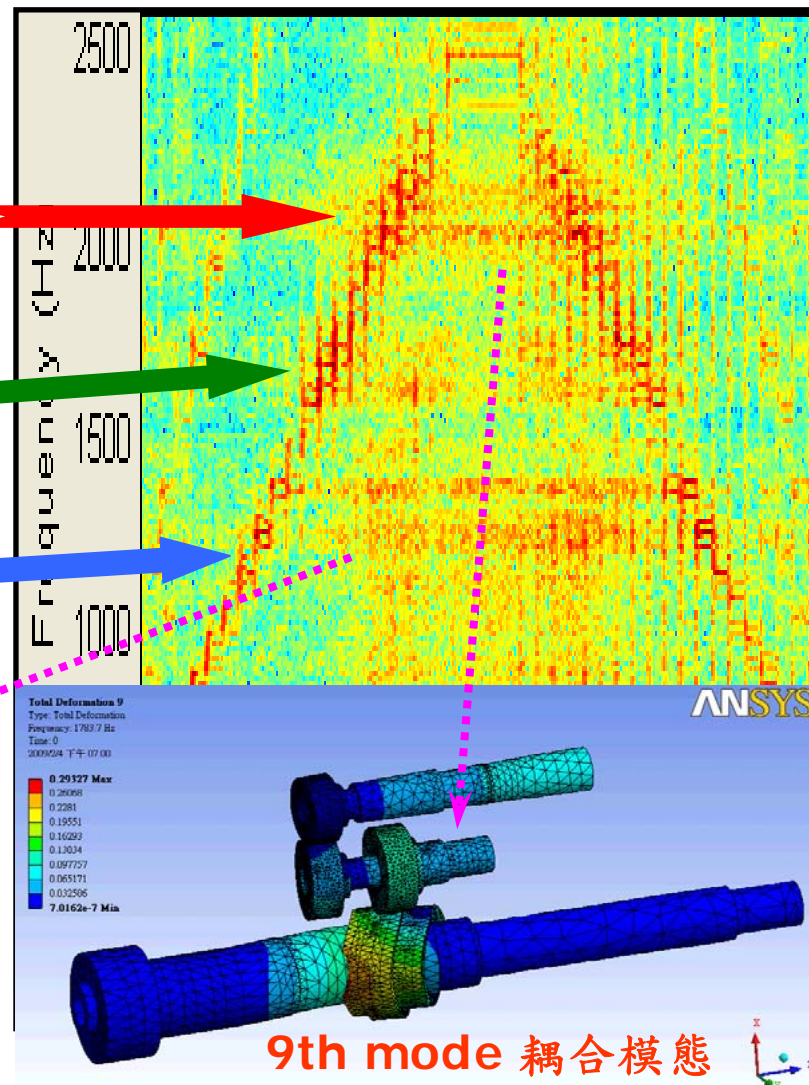 2500
2000
1500
1000
Frequency (Hz)
ANSYS
Total Deformation 9
Type: Total Deformation
Frequency: 1783.7 Hz
Time: 0
2009/2/4 下午 07:00
0.29327 Max
0.26068
0.2281
0.19551
0.16293
0.13034
0.097757
0.065171
0.032586
7.0162e-7 Min
9th mode 耦合模態
X